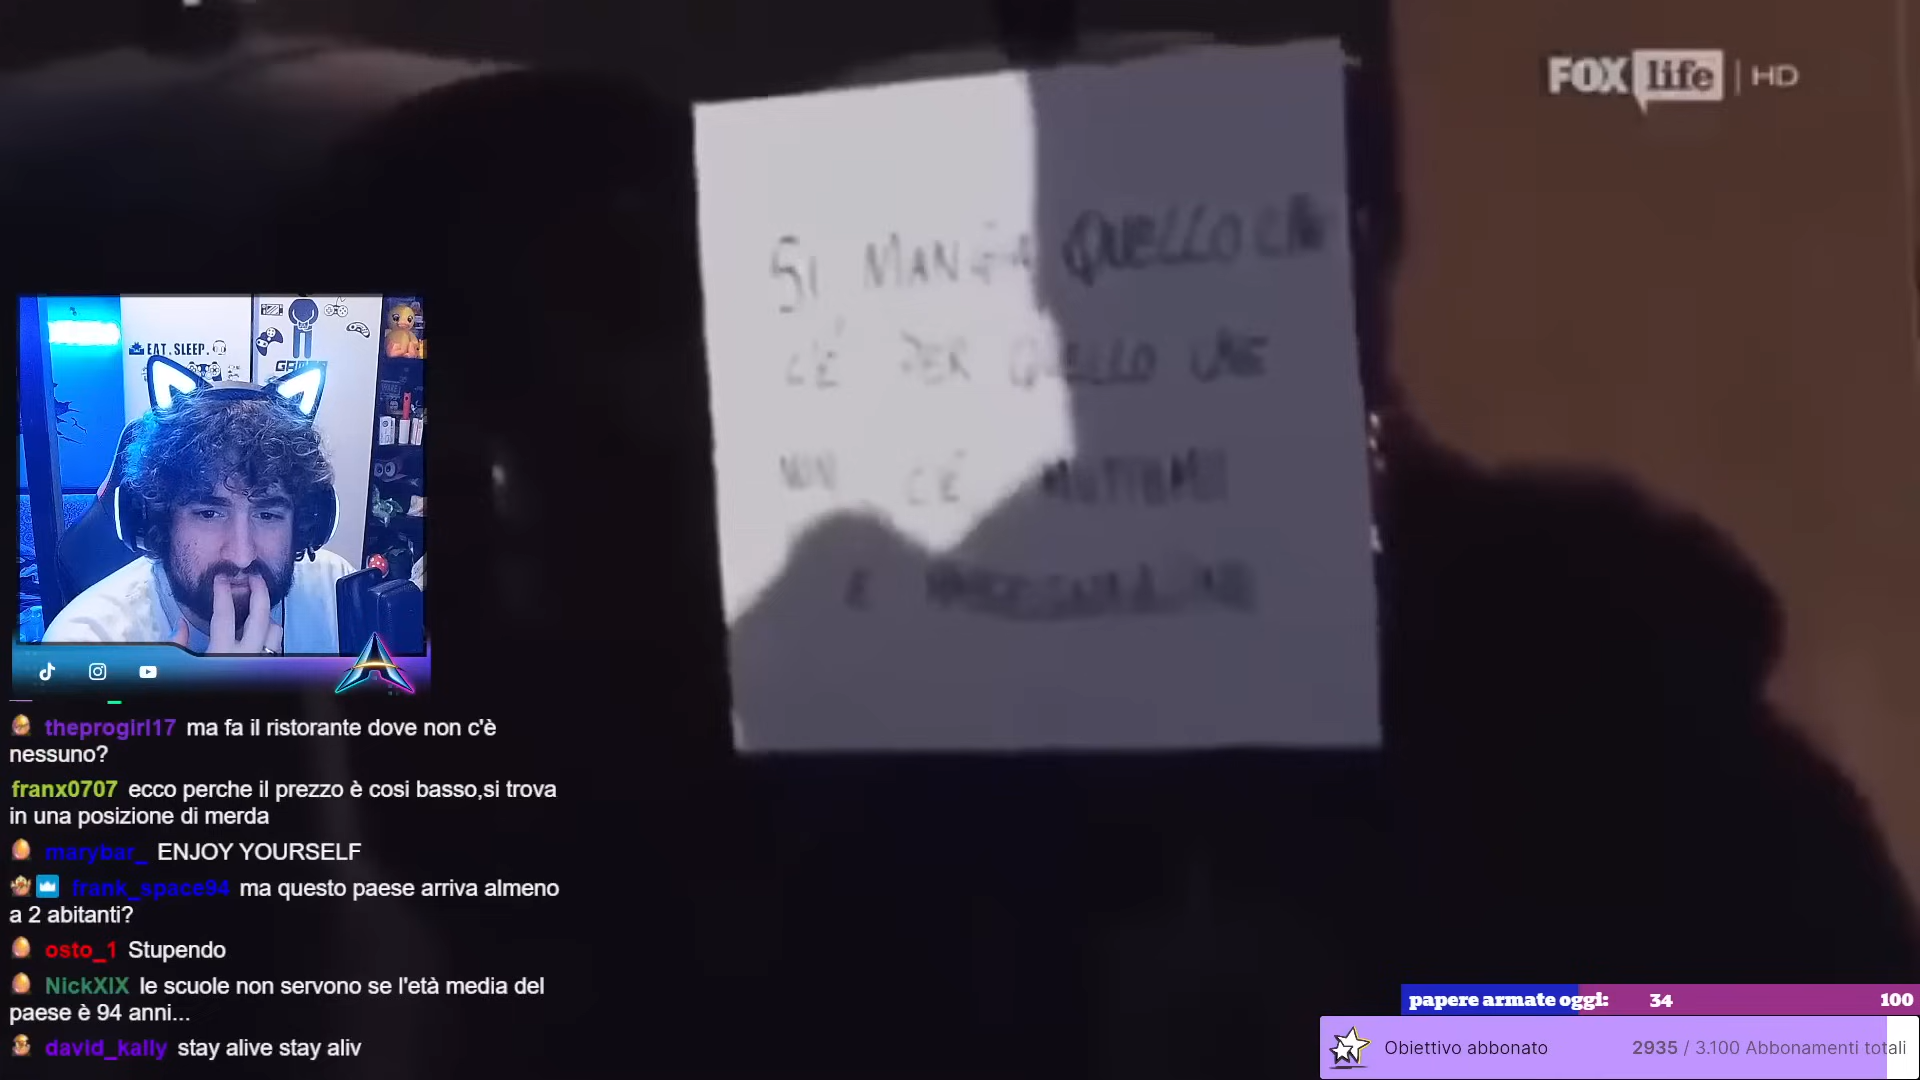 FOX life | HD
SI MANGIA QUELLO CHE
C'È PER QUELLO CHE
NON C'È
E
EAT. SLEEP.
theprogirl17 ma fa il ristorante dove non c'è
nessuno?
franx0707 ecco perche il prezzo è cosi basso,si trova
in una posizione di merda
marybar_ ENJOY YOURSELF
frank_space94 ma questo paese arriva almeno
a 2 abitanti?
osto_1 Stupendo
NickXIX le scuole non servono se l'età media del
paese è 94 anni...
david_kally stay alive stay aliv
papere armate oggi: 34 100
Obiettivo abbonato 2935 / 3.100 Abbonamenti totali